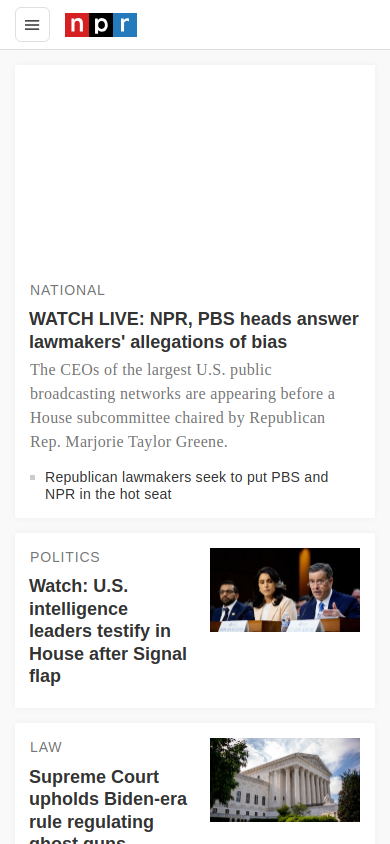 npr
NATIONAL
WATCH LIVE: NPR, PBS heads answer
lawmakers' allegations of bias
The CEOs of the largest U.S. public
broadcasting networks are appearing before a
House subcommittee chaired by Republican
Rep. Marjorie Taylor Greene.
Republican lawmakers seek to put PBS and
NPR in the hot seat
POLITICS
Watch: U.S.
intelligence
leaders testify in
House after Signal
flap
LAW
Supreme Court
upholds Biden-era
rule regulating
ghost guns